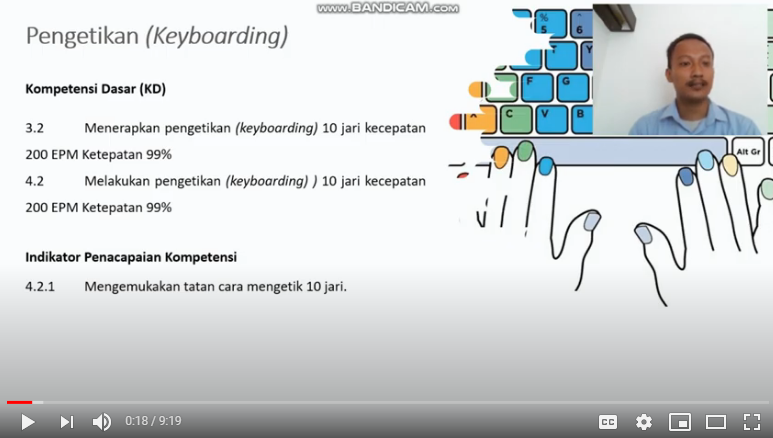 www.BANDICAM.com
Pengetikan (Keyboarding)
Kompetensi Dasar (KD)
3.2 Menerapkan pengetikan (keyboarding) 10 jari kecepatan
200 EPM Ketepatan 99%
4.2 Melakukan pengetikan (keyboarding) ) 10 jari kecepatan
200 EPM Ketepatan 99%
Indikator Penacapaian Kompetensi
4.2.1 Mengemukakan tatan cara mengetik 10 jari.
% 5 6
T Y
F G
C V B
Alt Gr
0:18 / 9:19
CC